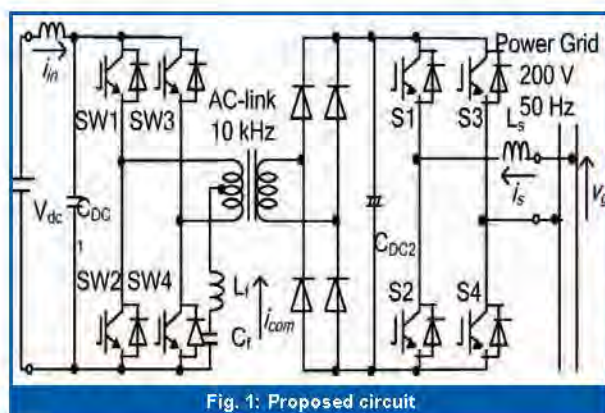 Power Grid
200 V
50 Hz
i_in
SW1 SW3
AC-link
10 kHz
S1 S3
L_s
i_s
v_g
V_dc
C_DC
1
C_DC2
SW2 SW4
L_f
C_f
i_com
S2 S4
Fig. 1: Proposed circuit